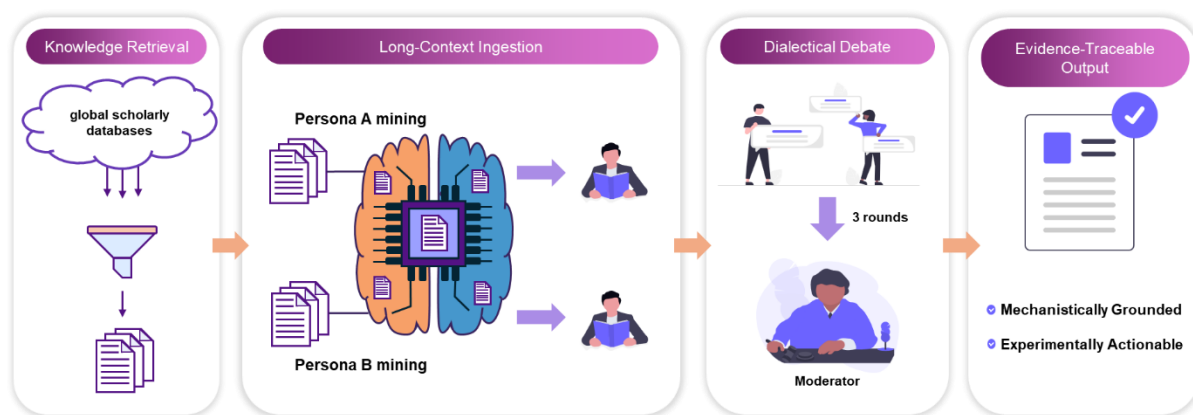 Knowledge Retrieval
global scholarly
databases
Long-Context Ingestion
Persona A mining
Persona B mining
Dialectical Debate
3 rounds
Moderator
Evidence-Traceable
Output
Mechanistically Grounded
Experimentally Actionable